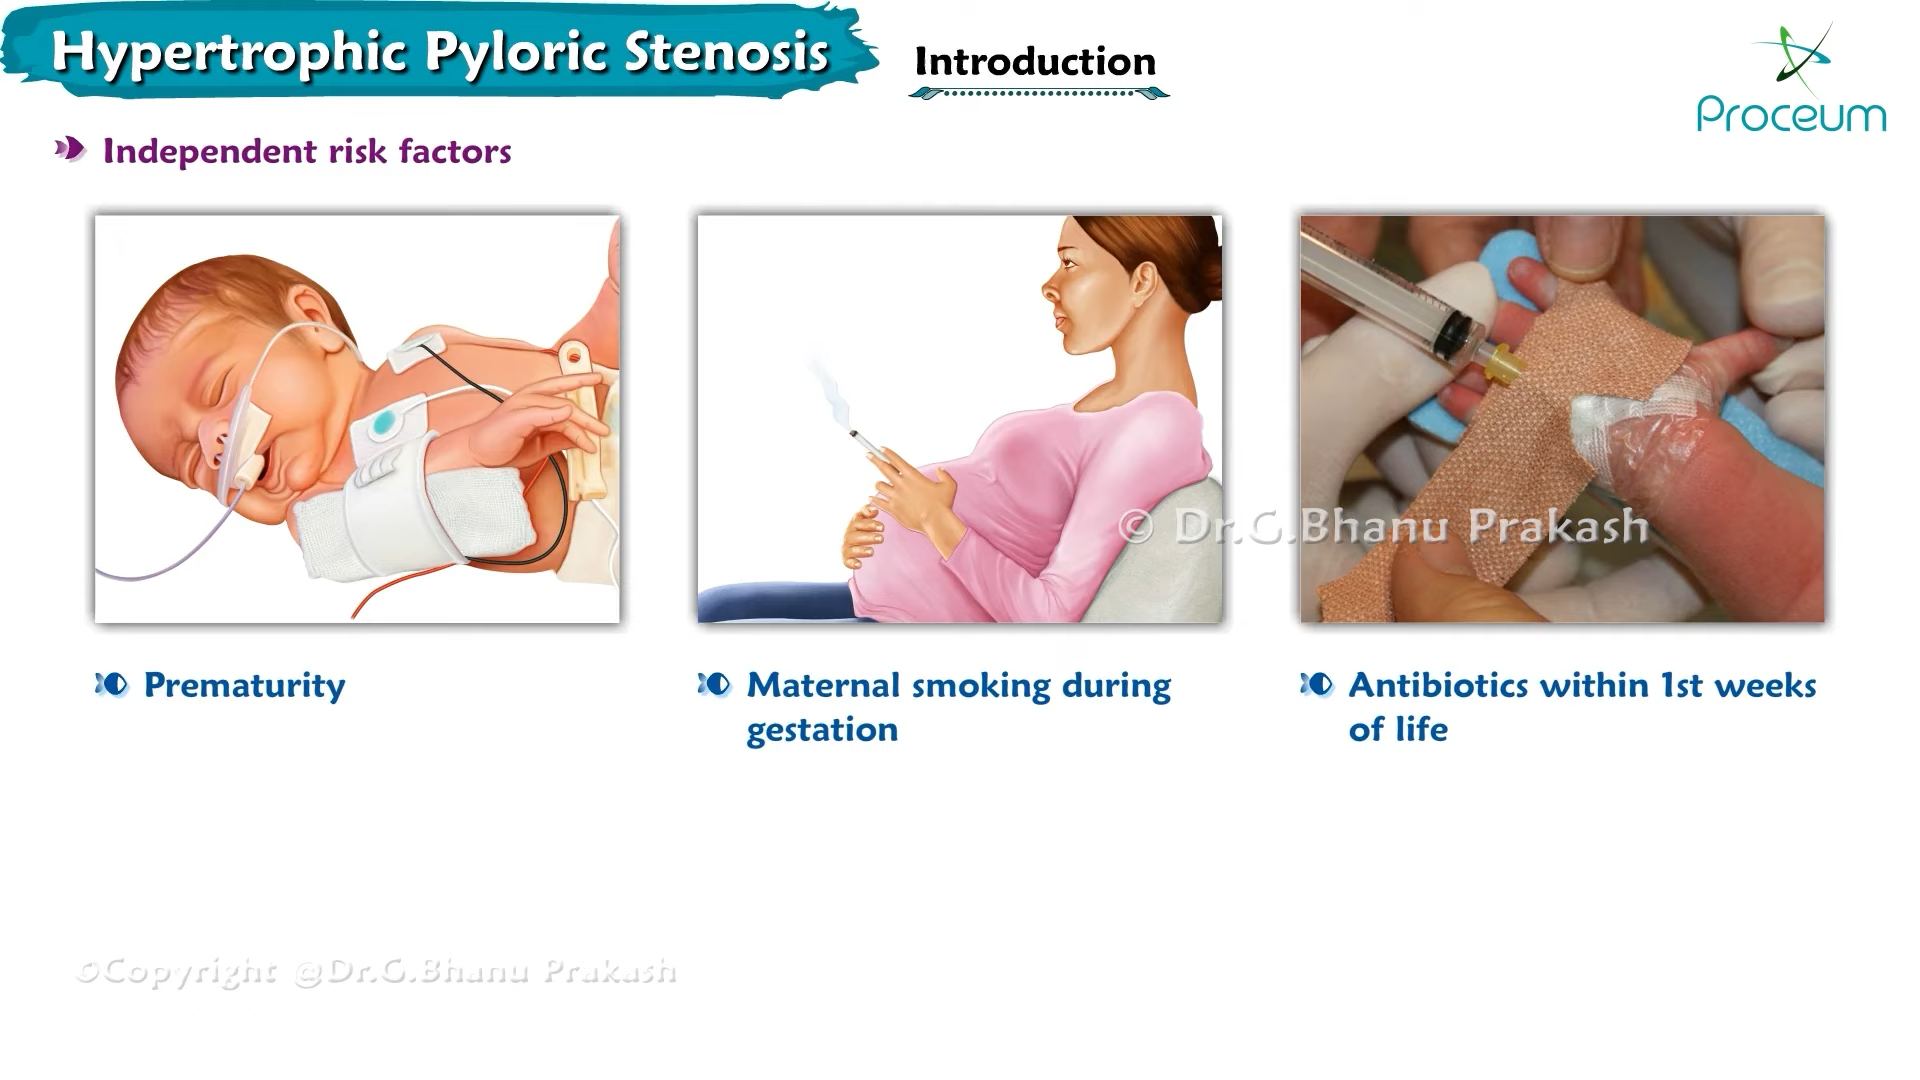 Hypertrophic Pyloric Stenosis
Introduction
Proceum
Independent risk factors
© Dr.G.Bhanu Prakash
Prematurity
Maternal smoking during
gestation
Antibiotics within 1st weeks
of life
©Copyright @Dr.G.Bhanu Prakash